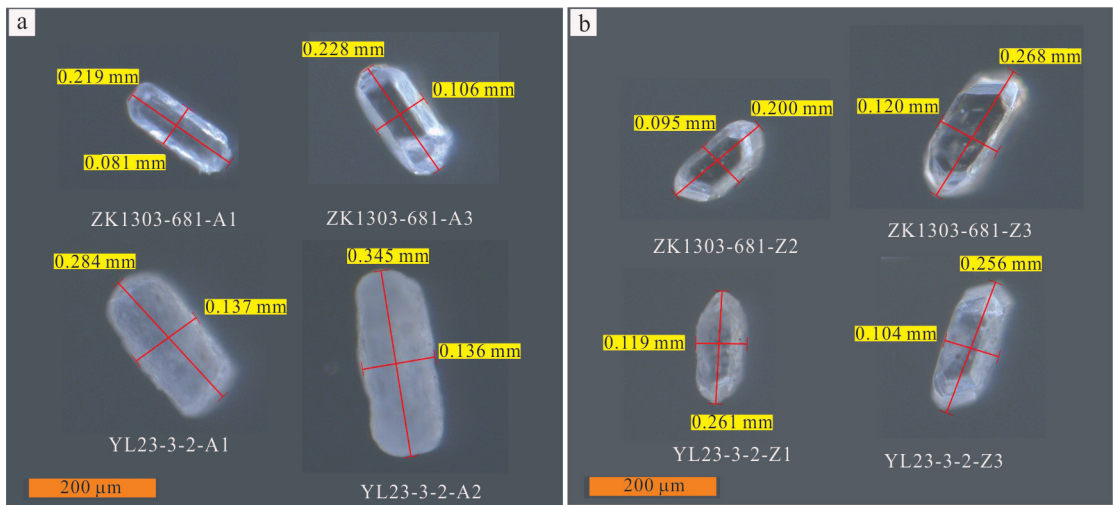 a
0.219 mm
0.081 mm
ZK1303-681-A1
0.228 mm
0.106 mm
ZK1303-681-A3
0.284 mm
0.137 mm
YL23-3-2-A1
0.345 mm
0.136 mm
YL23-3-2-A2
200 μm
b
0.095 mm
0.200 mm
ZK1303-681-Z2
0.268 mm
0.120 mm
ZK1303-681-Z3
0.119 mm
0.261 mm
YL23-3-2-Z1
0.256 mm
0.104 mm
YL23-3-2-Z3
200 μm